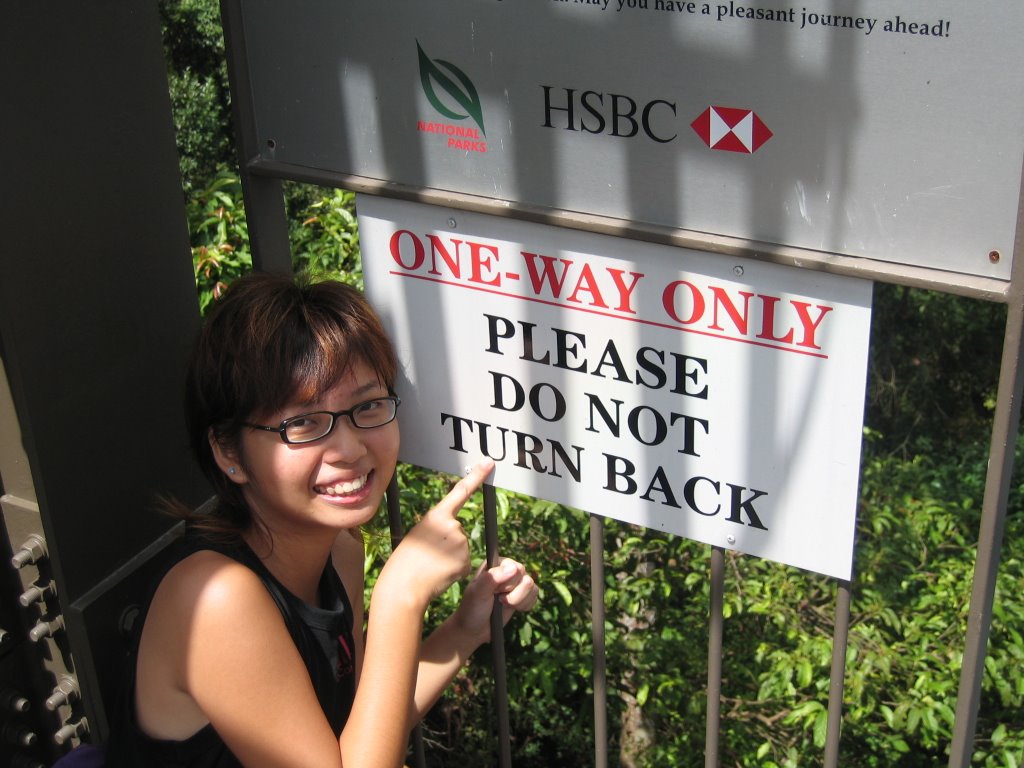 May you have a pleasant journey ahead!
NATIONAL
PARKS
HSBC
ONE-WAY ONLY
PLEASE
DO NOT
TURN BACK